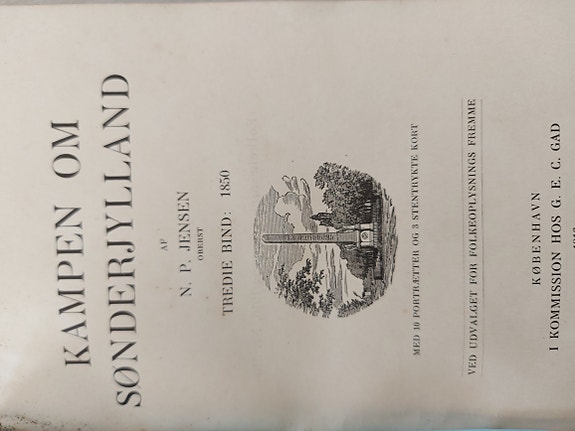 KAMPEN OM
SØNDERJYLLAND
AF
N. P. JENSEN
OBERST
TREDIE BIND: 1850
MED 10 PORTRÆTTER OG 3 STENTRYKTE KORT
VED UDVALGET FOR FOLKEOPLYSNINGS FREMME
KØBENHAVN
I KOMMISSION HOS G. E. C. GAD